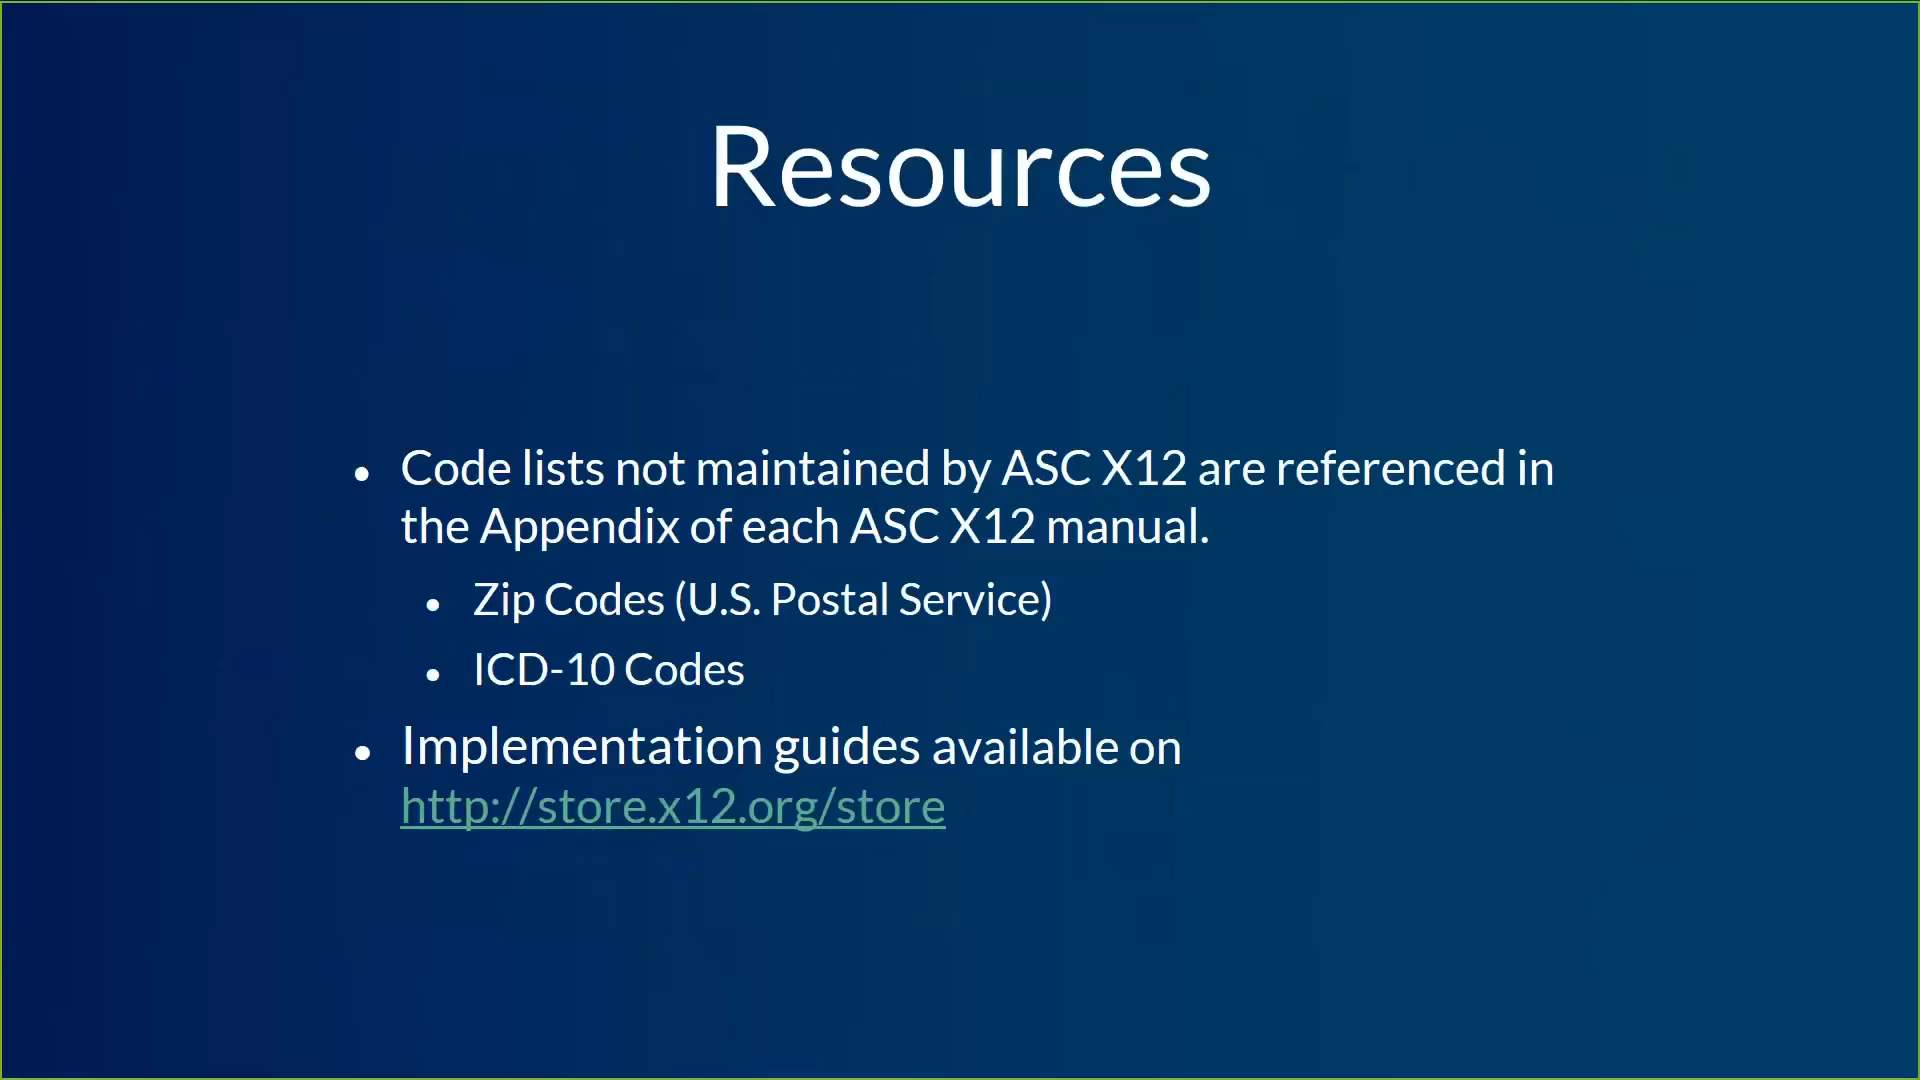 Resources
• Code lists not maintained by ASC X12 are referenced in
the Appendix of each ASC X12 manual.
• Zip Codes (U.S. Postal Service)
• ICD-10 Codes
• Implementation guides available on
http://store.x12.org/store